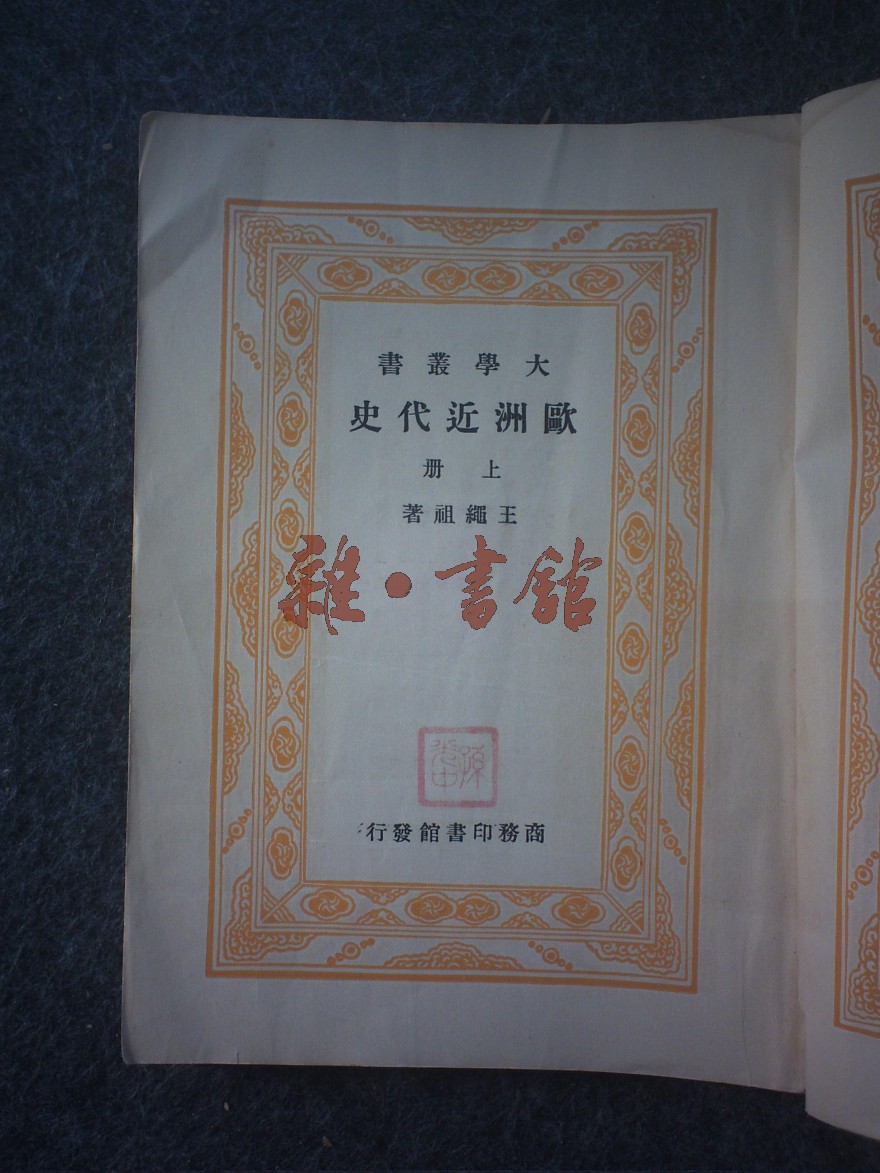 大學叢書
歐洲近代史
上册
王繩祖著
雜·書館
商務印書館發行